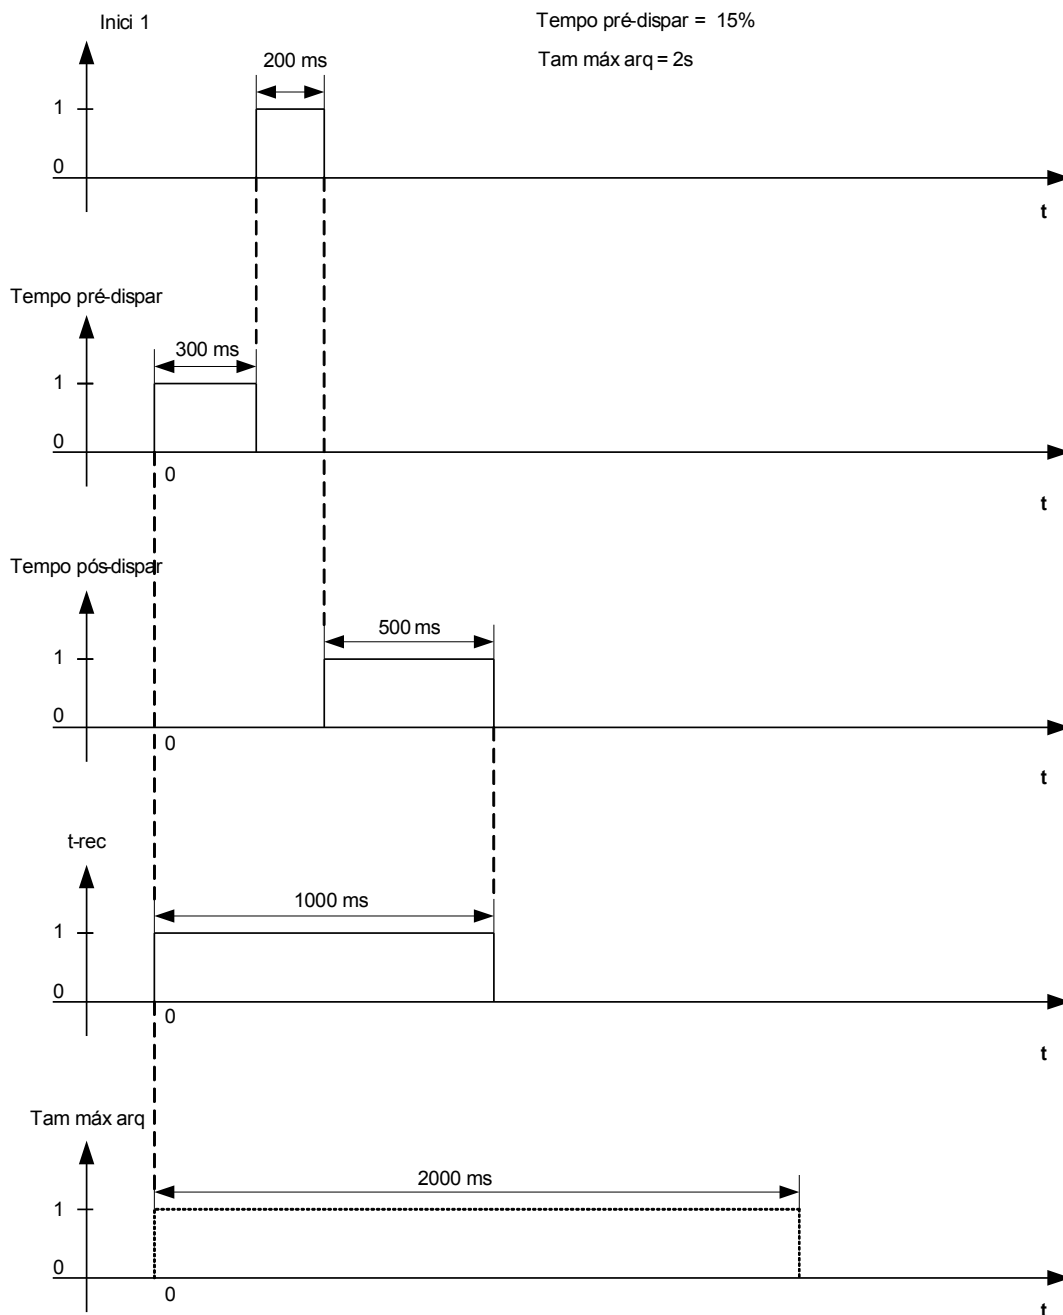 Inici 1
Tempo pré-dispar = 15%
Tam máx arq = 2s
200 ms
1
0
t
Tempo pré-dispar
300 ms
1
0
0
t
Tempo pós-dispar
500 ms
1
0
0
t
t-rec
1000 ms
1
0
0
t
Tam máx arq
2000 ms
1
0
0
t